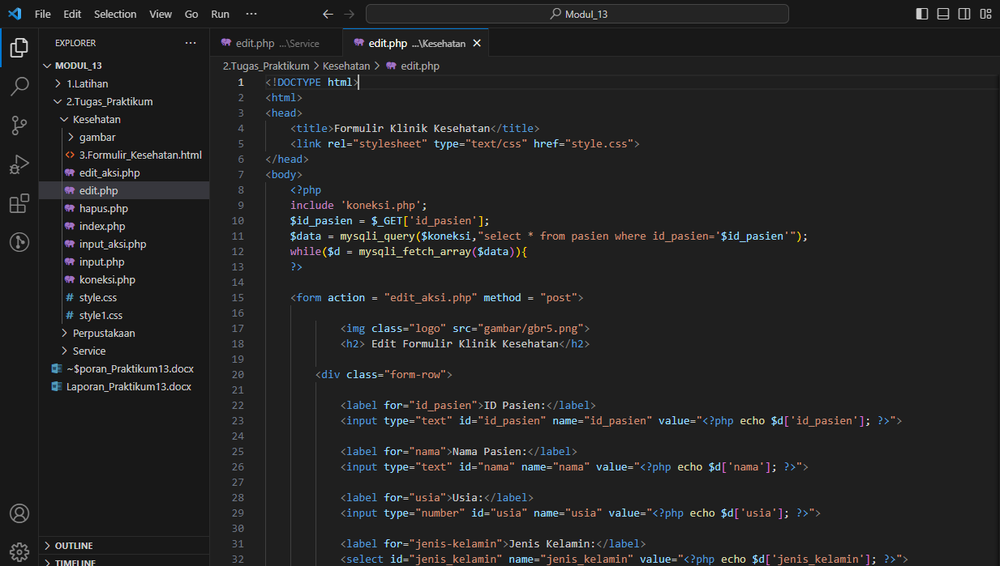 File Edit Selection View Go Run ···
Modul_13
EXPLORER ···
MODUL_13
1.Latihan
2.Tugas_Praktikum
Kesehatan
gambar
3.Formulir_Kesehatan.html
edit_aksi.php
edit.php
hapus.php
index.php
input_aksi.php
input.php
koneksi.php
# style.css
# style1.css
Perpustakaan
Service
~$poran_Praktikum13.docx
Laporan_Praktikum13.docx
OUTLINE
TIMELINE
edit.php ...\Service
edit.php ...\Kesehatan
2.Tugas_Praktikum > Kesehatan > edit.php
1 <!DOCTYPE html>
2 <html>
3 <head>
4 <title>Formulir Klinik Kesehatan</title>
5 <link rel="stylesheet" type="text/css" href="style.css">
6 </head>
7 <body>
8 <?php
9 include 'koneksi.php';
10 $id_pasien = $_GET['id_pasien'];
11 $data = mysqli_query($koneksi,"select * from pasien where id_pasien='$id_pasien'");
12 while($d = mysqli_fetch_array($data)){
13 ?>
14
15 <form action = "edit_aksi.php" method = "post">
16
17 <img class="logo" src="gambar/gbr5.png">
18 <h2> Edit Formulir Klinik Kesehatan</h2>
19
20 <div class="form-row">
21
22 <label for="id_pasien">ID Pasien:</label>
23 <input type="text" id="id_pasien" name="id_pasien" value="<?php echo $d['id_pasien']; ?>">
24
25 <label for="nama">Nama Pasien:</label>
26 <input type="text" id="nama" name="nama" value="<?php echo $d['nama']; ?>">
27
28 <label for="usia">Usia:</label>
29 <input type="number" id="usia" name="usia" value="<?php echo $d['usia']; ?>">
30
31 <label for="jenis-kelamin">Jenis Kelamin:</label>
32 <select id="jenis_kelamin" name="jenis_kelamin" value="<?php echo $d['jenis_kelamin']; ?>">